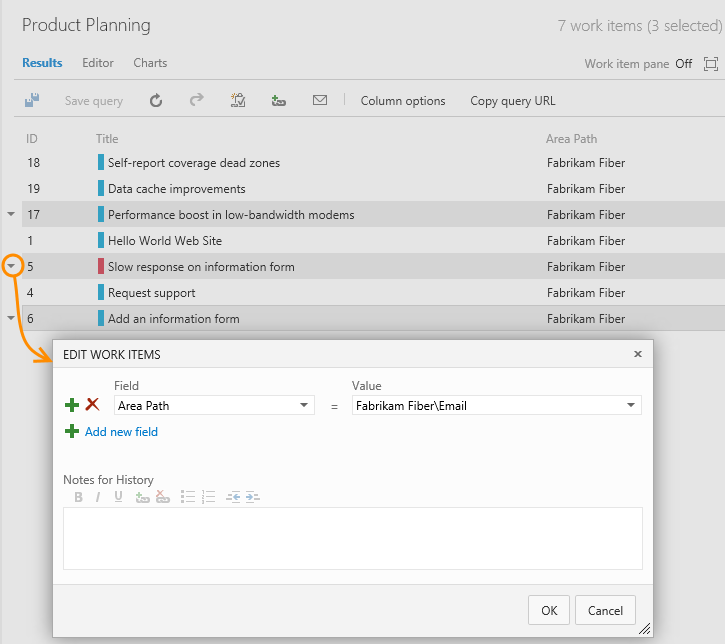 Product Planning 7 work items (3 selected)
Results Editor Charts Work item pane Off
Save query Column options Copy query URL
ID Title Area Path
18 Self-report coverage dead zones Fabrikam Fiber
19 Data cache improvements Fabrikam Fiber
17 Performance boost in low-bandwidth modems Fabrikam Fiber
1 Hello World Web Site Fabrikam Fiber
5 Slow response on information form Fabrikam Fiber
4 Request support Fabrikam Fiber
6 Add an information form Fabrikam Fiber
EDIT WORK ITEMS
Field Value
Area Path = Fabrikam Fiber\Email
Add new field
Notes for History
B I U
OK Cancel